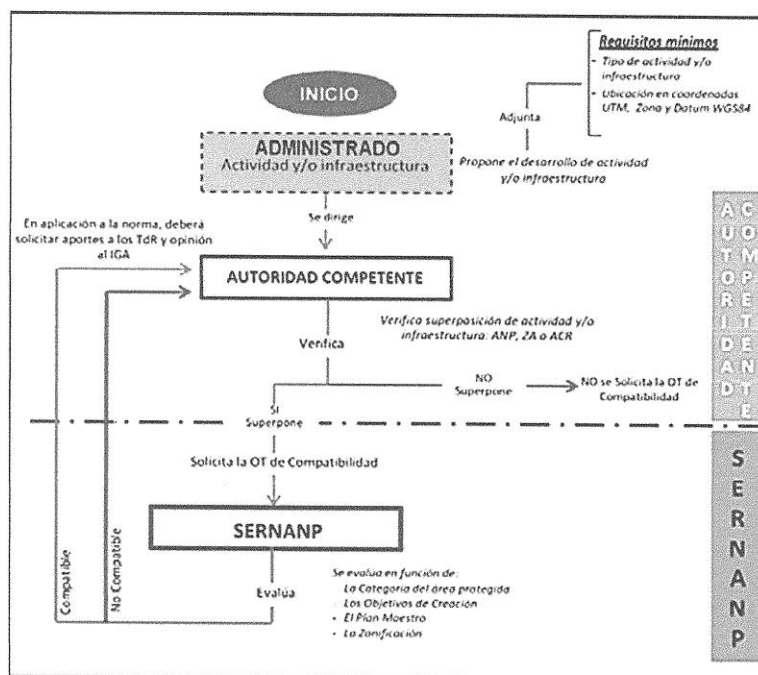 INICIO
Requisitos mínimos
- Tipo de actividad y/o
infraestructura
- Ubicación en coordenadas
UTM, Zona y Datum WGS84
Adjunta
ADMINISTRADO
Actividad y/o infraestructura
Propone el desarrollo de actividad
y/o infraestructura
Se dirige
En aplicación a la norma, deberá
solicitar aportes a los TdR y opinión
al IGA
AUTORIDAD COMPETENTE
Verifica superposición de actividad y/o
infraestructura: ANP, ZA o ACR
Verifica
NO
Superpone
NO se Solicita la OT de
Compatibilidad
SI
Superpone
AUTORIDAD
COMPETENTE
Solicita la OT de Compatibilidad
SERNANP
Evalúa
Se evalúa en función de:
La Categoría del área protegida
Los Objetivos de Creación
• El Plan Maestro
• La Zonificación
Compatible
No Compatible
SERNANP